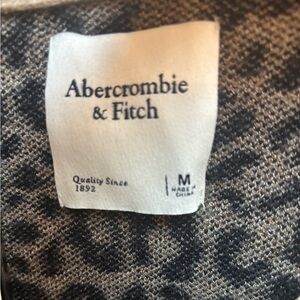 Abercrombie
& Fitch
Quality Since
1892
M
MADE IN
CHINA